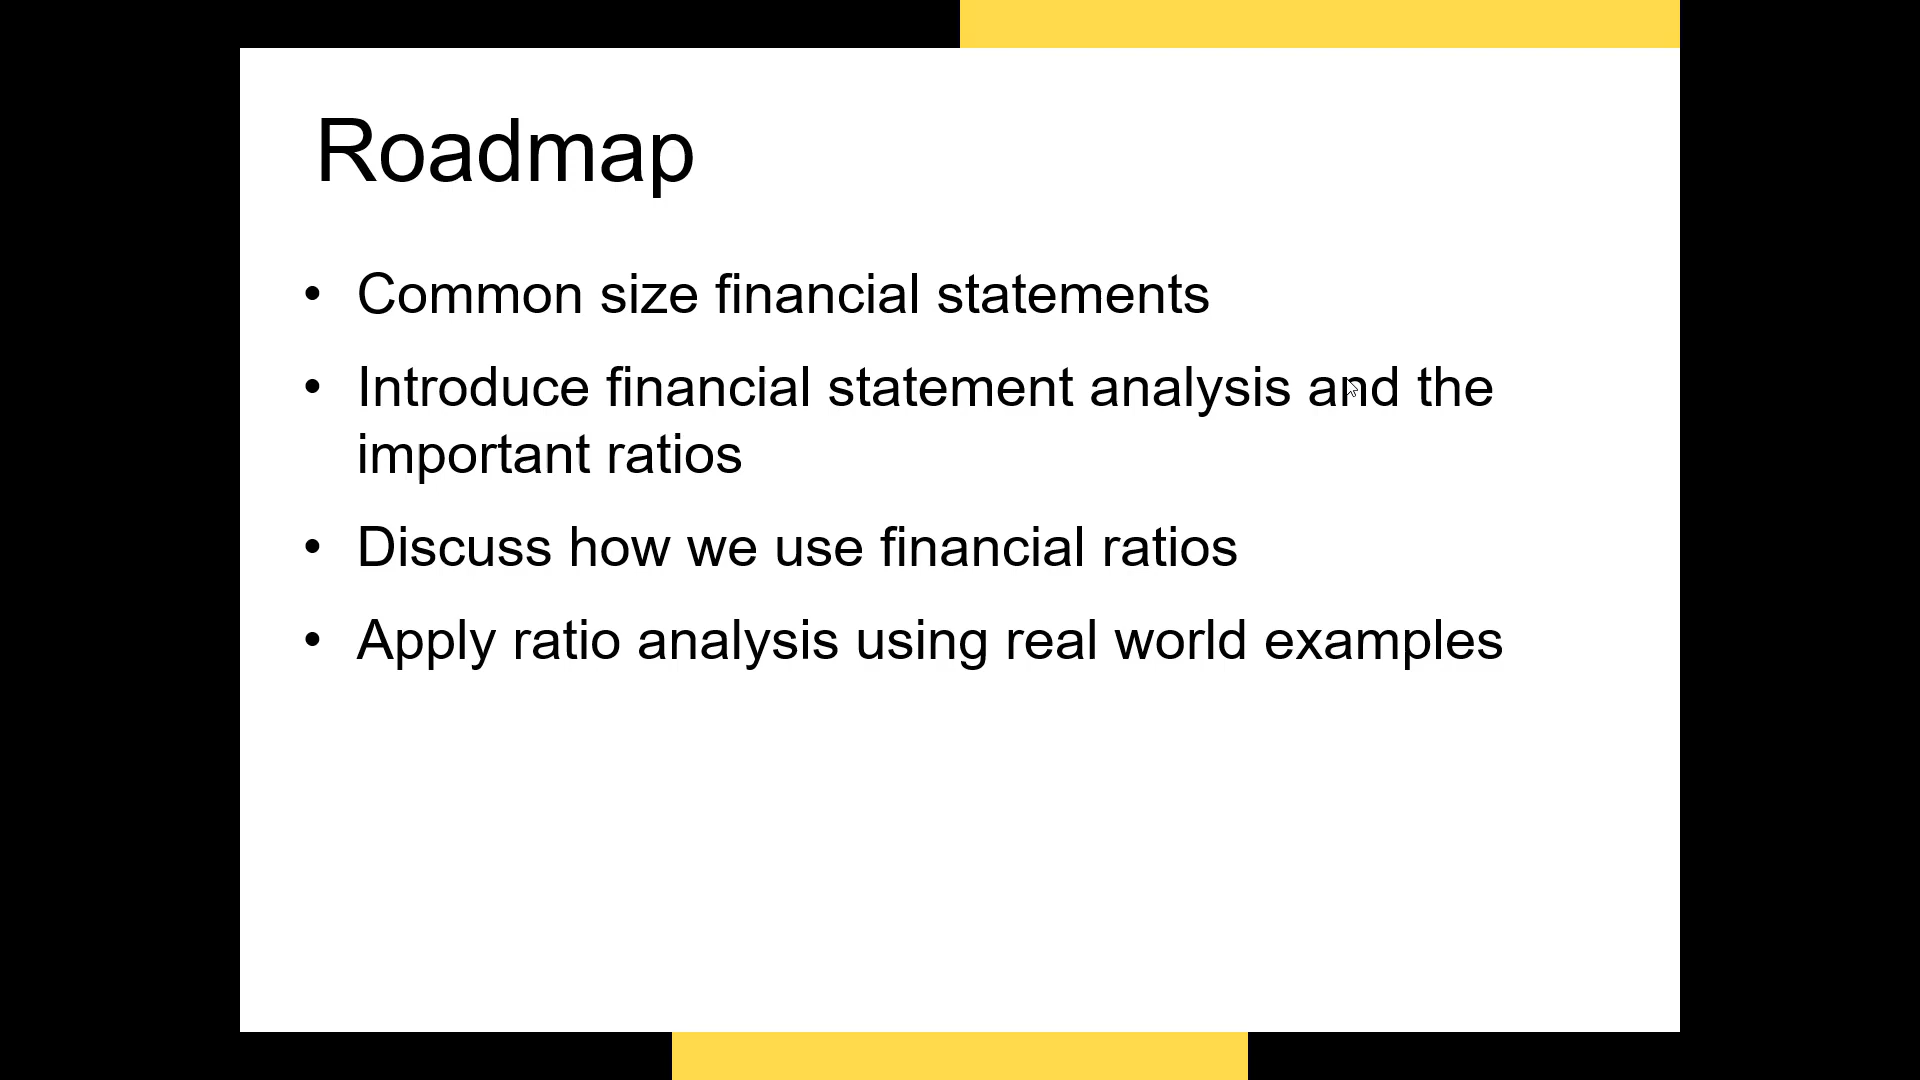 Roadmap
• Common size financial statements
• Introduce financial statement analysis and the
important ratios
• Discuss how we use financial ratios
• Apply ratio analysis using real world examples